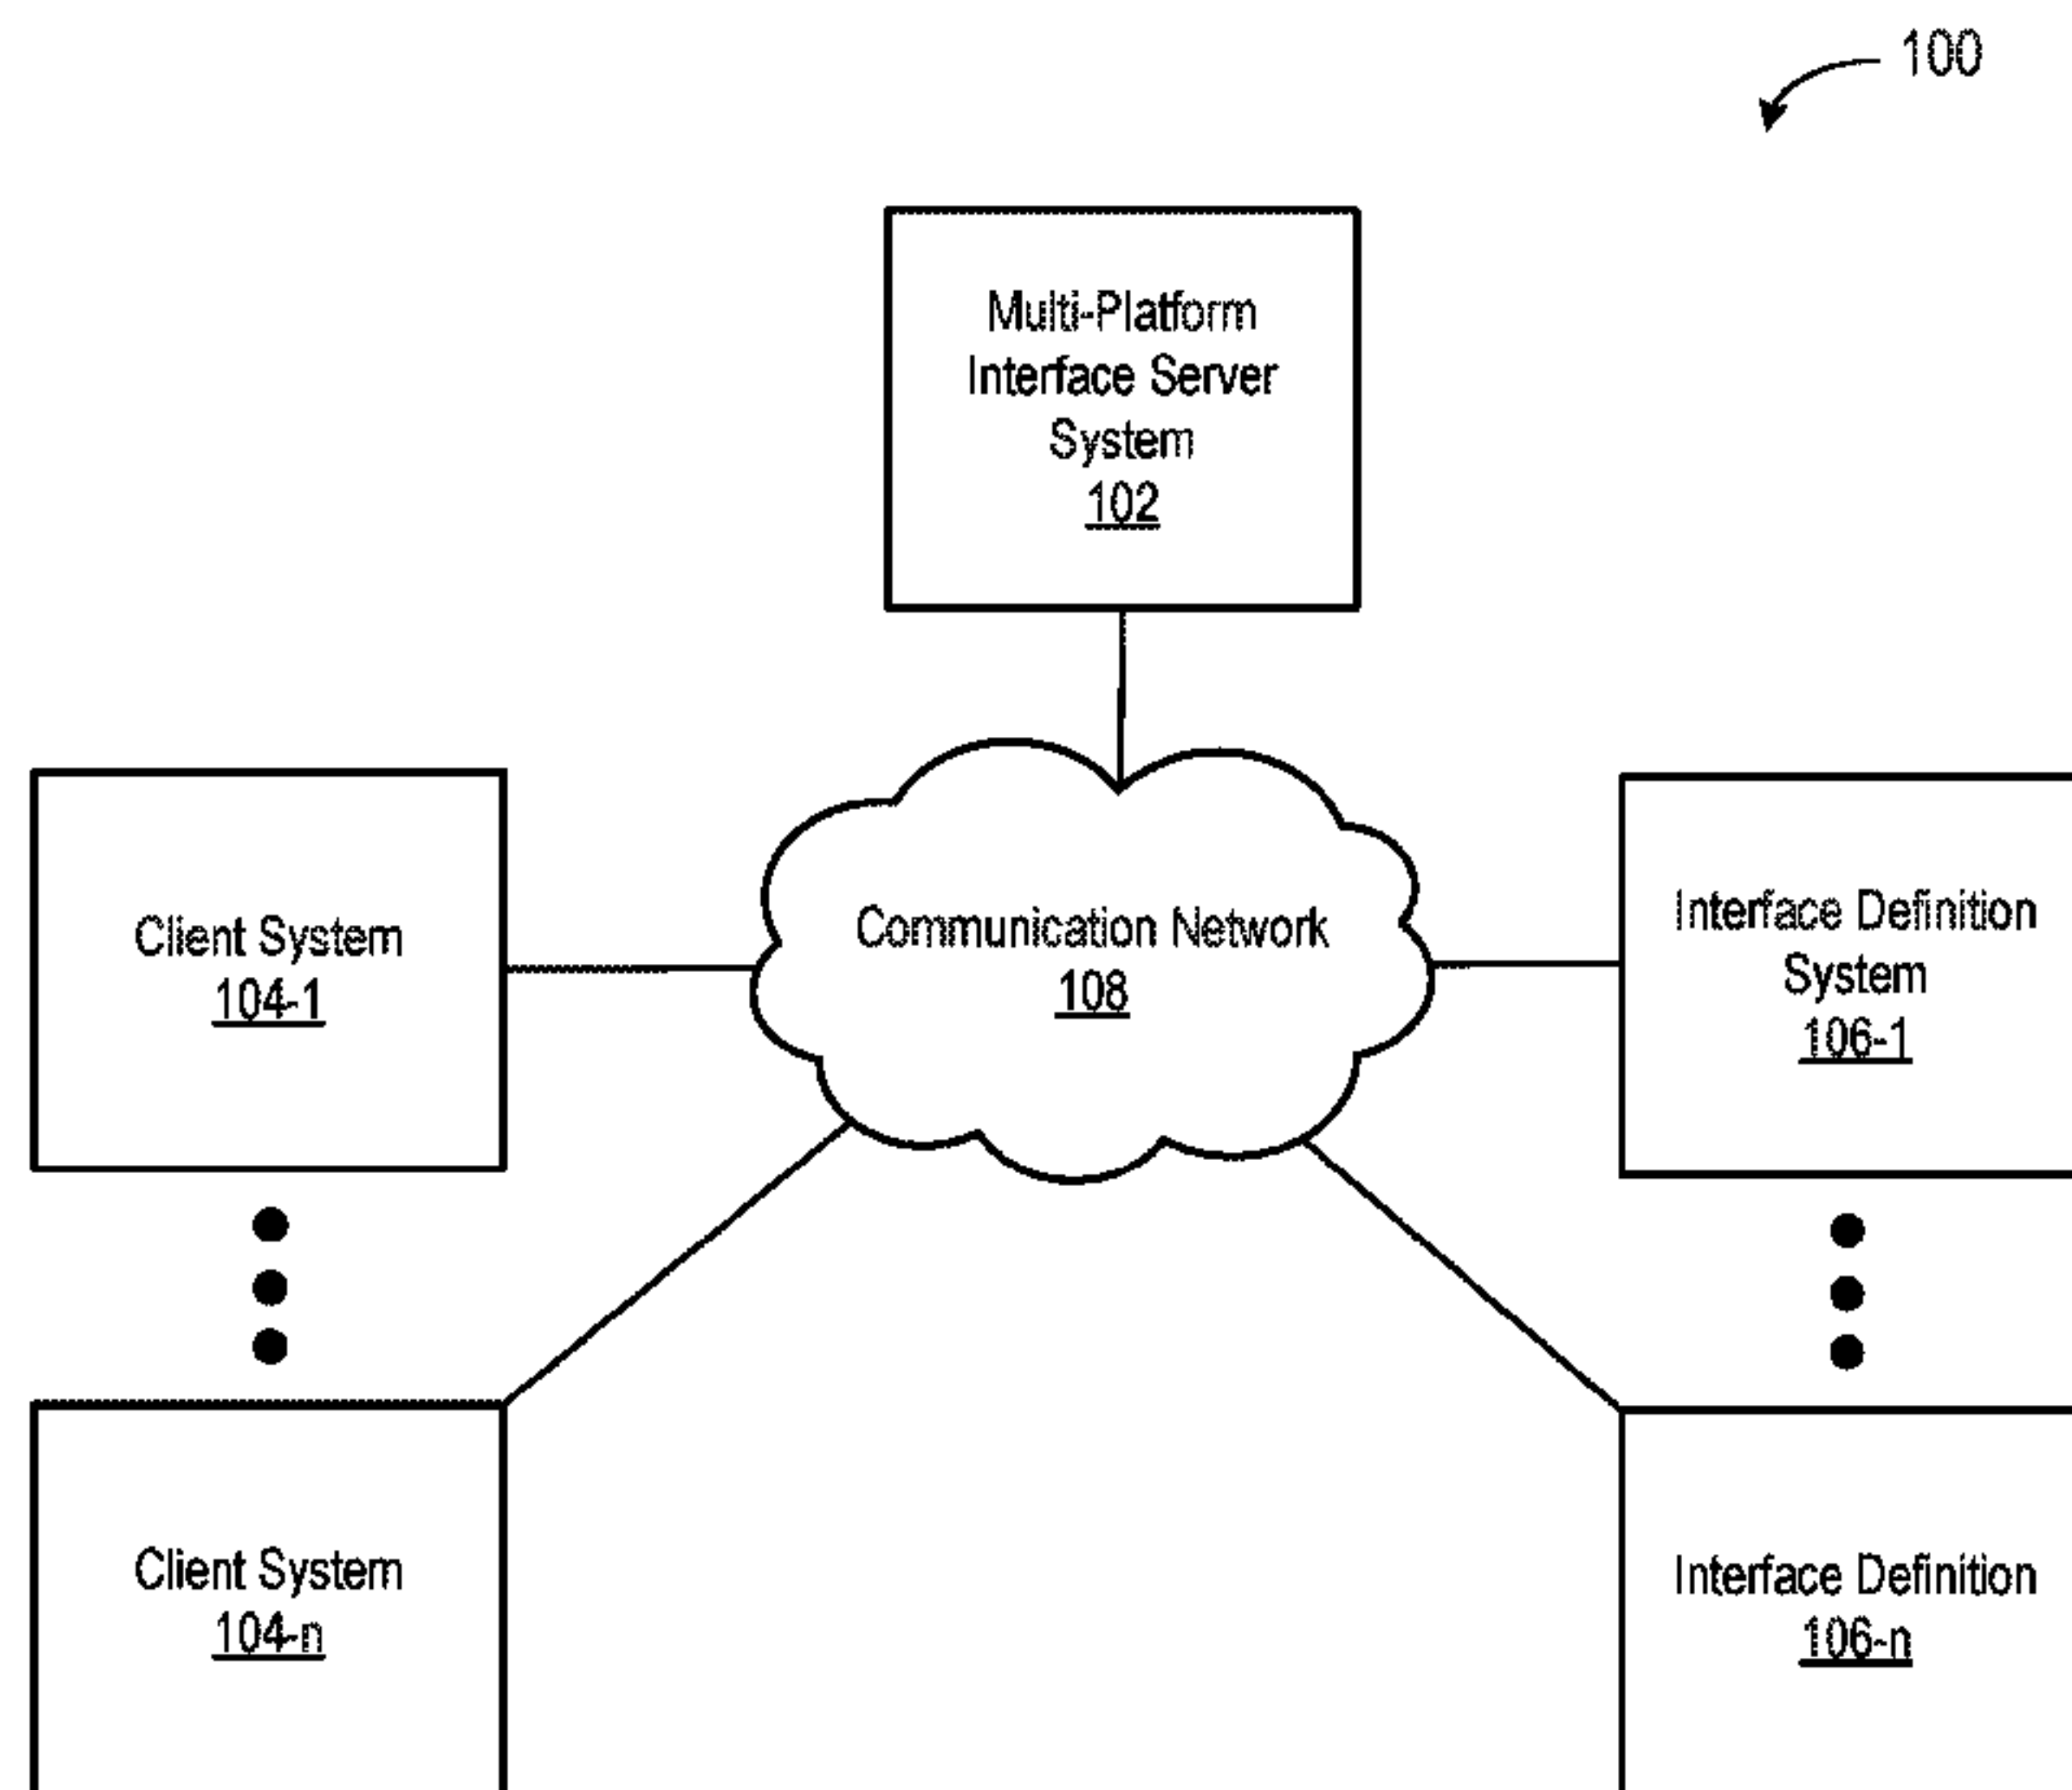 100
Multi-Platform
Interface Server
System
102
Communication Network
108
Client System
104-1
Interface Definition
System
106-1
Client System
104-n
Interface Definition
106-n